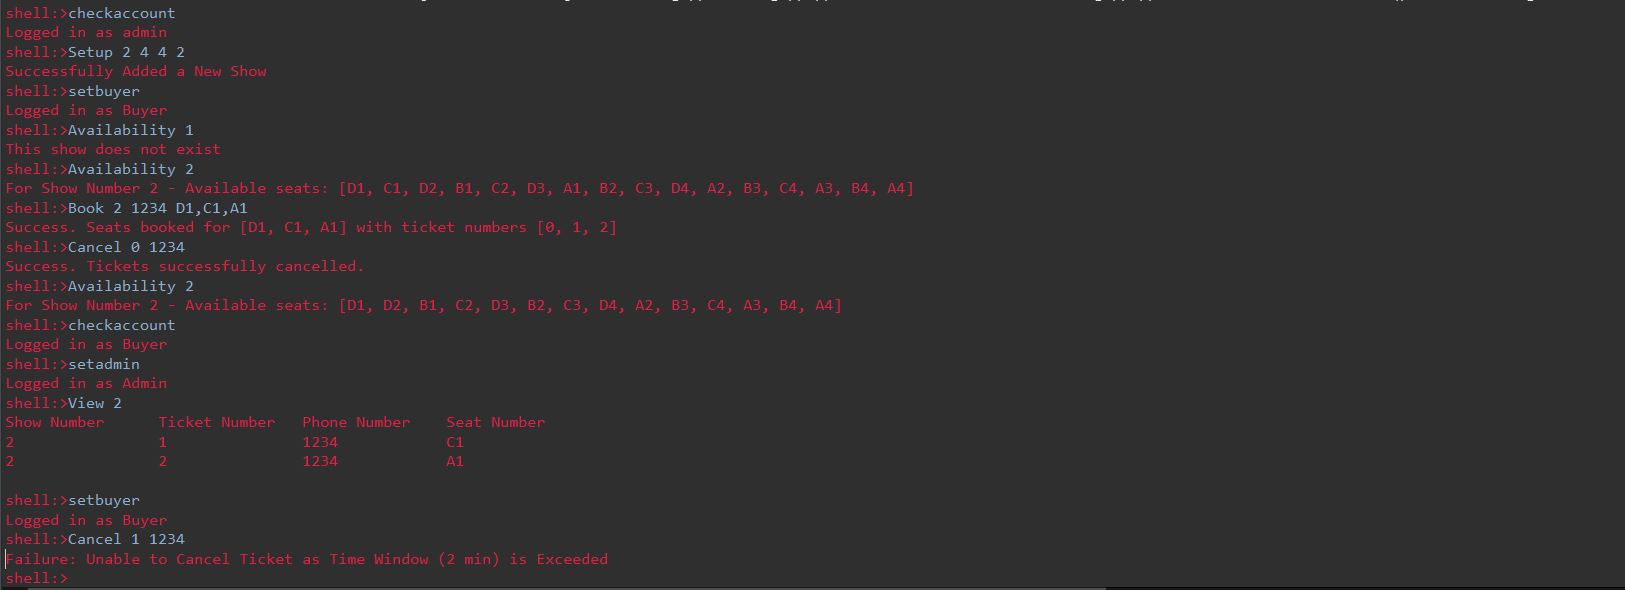 shell:>checkaccount
Logged in as admin
shell:>Setup 2 4 4 2
Successfully Added a New Show
shell:>setbuyer
Logged in as Buyer
shell:>Availability 1
This show does not exist
shell:>Availability 2
For Show Number 2 - Available seats: [D1, C1, D2, B1, C2, D3, A1, B2, C3, D4, A2, B3, C4, A3, B4, A4]
shell:>Book 2 1234 D1,C1,A1
Success. Seats booked for [D1, C1, A1] with ticket numbers [0, 1, 2]
shell:>Cancel 0 1234
Success. Tickets successfully cancelled.
shell:>Availability 2
For Show Number 2 - Available seats: [D1, D2, B1, C2, D3, B2, C3, D4, A2, B3, C4, A3, B4, A4]
shell:>checkaccount
Logged in as Buyer
shell:>setadmin
Logged in as Admin
shell:>View 2
Show Number Ticket Number Phone Number Seat Number
2 1 1234 C1
2 2 1234 A1
shell:>setbuyer
Logged in as Buyer
shell:>Cancel 1 1234
Failure: Unable to Cancel Ticket as Time Window (2 min) is Exceeded
shell:>